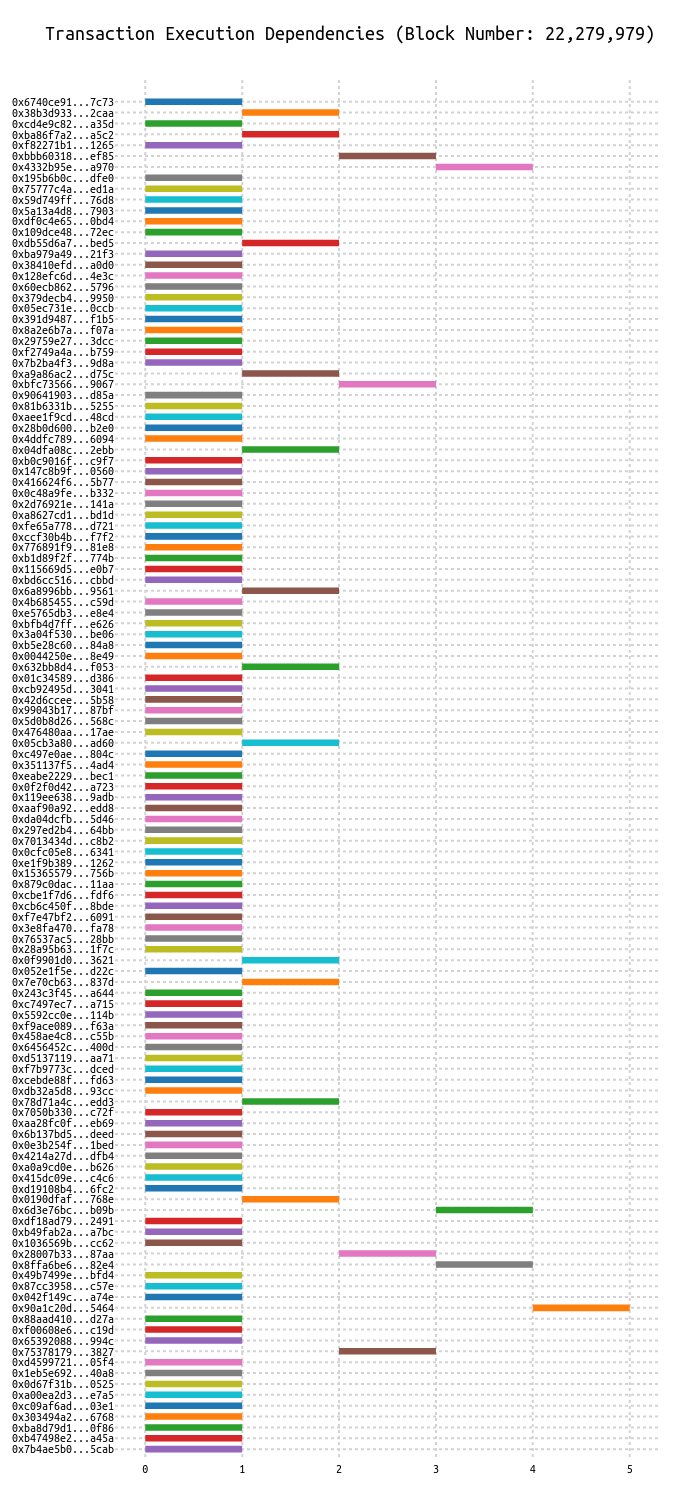 Transaction Execution Dependencies (Block Number: 22,279,979)
0x6740ce91...7c73
0x38b3d933...2caa
0xcd4e9c82...a35d
0xba86f7a2...a5c2
0xf82271b1...1265
0xbbb60318...ef85
0x4332b95e...a970
0x195b6b0c...dfe0
0x75777c4a...ed1a
0x59d749ff...76d8
0x5a13a4d8...7903
0xdf0c4e65...0bd4
0x109dce48...72ec
0xdb55d6a7...bed5
0xba979a49...21f3
0x38410efd...a0d0
0x128efc6d...4e3c
0x60ecb862...5796
0x379decb4...9950
0x05ec731e...0ccb
0x391d9487...f1b5
0x8a2e6b7a...f07a
0x29759e27...3dcc
0xf2749a4a...b759
0x7b2ba4f3...9d8a
0xa9a86ac2...d75c
0xbfc73566...9067
0x90641903...d85a
0x81b6331b...5255
0xaee1f9cd...48cd
0x28b0d600...b2e0
0x4ddfc789...6094
0x04dfa08c...2ebb
0xb0c9016f...c9f7
0x147c8b9f...0560
0x416624f6...5b77
0x0c48a9fe...b332
0x2d76921e...141a
0xa8627cd1...bd1d
0xfe65a778...d721
0xccf30b4b...f7f2
0x776891f9...81e8
0xb1d89f2f...774b
0x115669d5...e0b7
0xbd6cc516...cbbd
0x6a8996bb...9561
0x4b685455...c59d
0xe5765db3...e8e4
0xbfb4d7ff...e626
0x3a04f530...be06
0xb5e28c60...84a8
0x0044250e...8e49
0x632bb8d4...f053
0x01c34589...d386
0xcb92495d...3041
0x42d6ccee...5b58
0x99043b17...87bf
0x5d0b8d26...568c
0x476480aa...17ae
0x05cb3a80...ad60
0xc497e0ae...804c
0x351137f5...4ad4
0xeabe2229...bec1
0x0f2f0d42...a723
0x119ee638...9adb
0xaaf90a92...edd8
0xda04dcfb...5d46
0x297ed2b4...64bb
0x7013434d...c8b2
0x0cfc05e8...6341
0xe1f9b389...1262
0x15365579...756b
0x879c0dac...11aa
0xcbe1f7d6...fdf6
0xcb6c450f...8bde
0xf7e47bf2...6091
0x3e8fa470...fa78
0x76537ac5...28bb
0x28a95b63...1f7c
0x0f9901d0...3621
0x052e1f5e...d22c
0x7e70cb63...837d
0x243c3f45...a644
0xc7497ec7...a715
0x5592cc0e...114b
0xf9ace089...f63a
0x458ae4c8...c55b
0x6456452c...400d
0xd5137119...aa71
0xf7b9773c...dced
0xcebde88f...fd63
0xdb32a5d8...93cc
0x78d71a4c...edd3
0x7050b330...c72f
0xaa28fc0f...eb69
0x6b137bd5...deed
0x0e3b254f...1bed
0x4214a27d...dfb4
0xa0a9cd0e...b626
0x415dc09e...c4c6
0xd19108b4...6fc2
0x0190dfaf...768e
0x6d3e76bc...b09b
0xdf18ad79...2491
0xb49fab2a...a7bc
0x1036569b...cc62
0x28007b33...87aa
0x8ffa6be6...82e4
0x49b7499e...bfd4
0x87cc3958...c57e
0x042f149c...a74e
0x90a1c20d...5464
0x88aad410...d27a
0xf00608e6...c19d
0x65392088...994c
0x75378179...3827
0xd4599721...05f4
0x1eb5e692...40a8
0x0d67f31b...0525
0xa00ea2d3...e7a5
0xc09af6ad...03e1
0x303494a2...6768
0xba8d79d1...0f86
0xb47498e2...a45a
0x7b4ae5b0...5cab
0 1 2 3 4 5